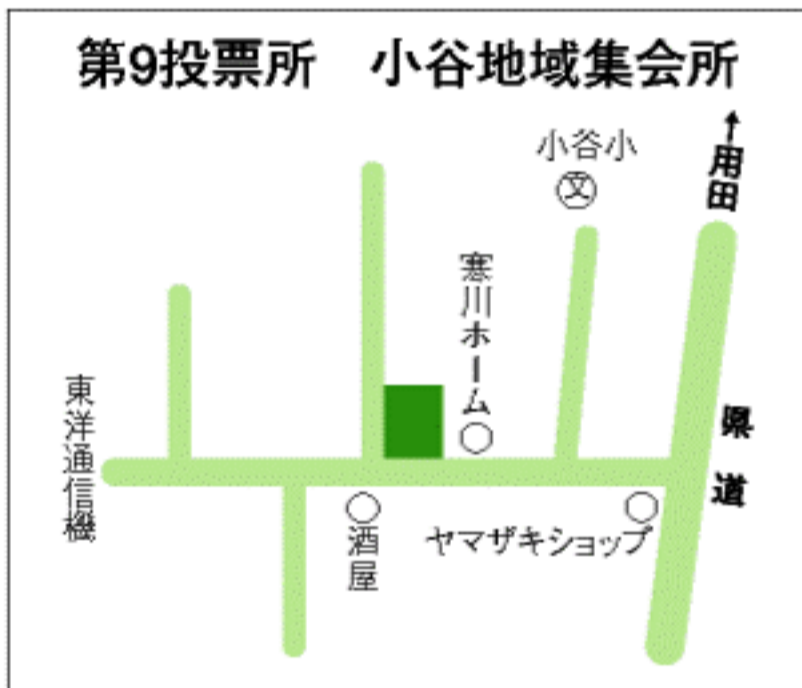 第9投票所　小谷地域集会所
↑用田
小谷小
文
寒川ホーム
東洋通信機
県道
酒屋
ヤマザキショップ